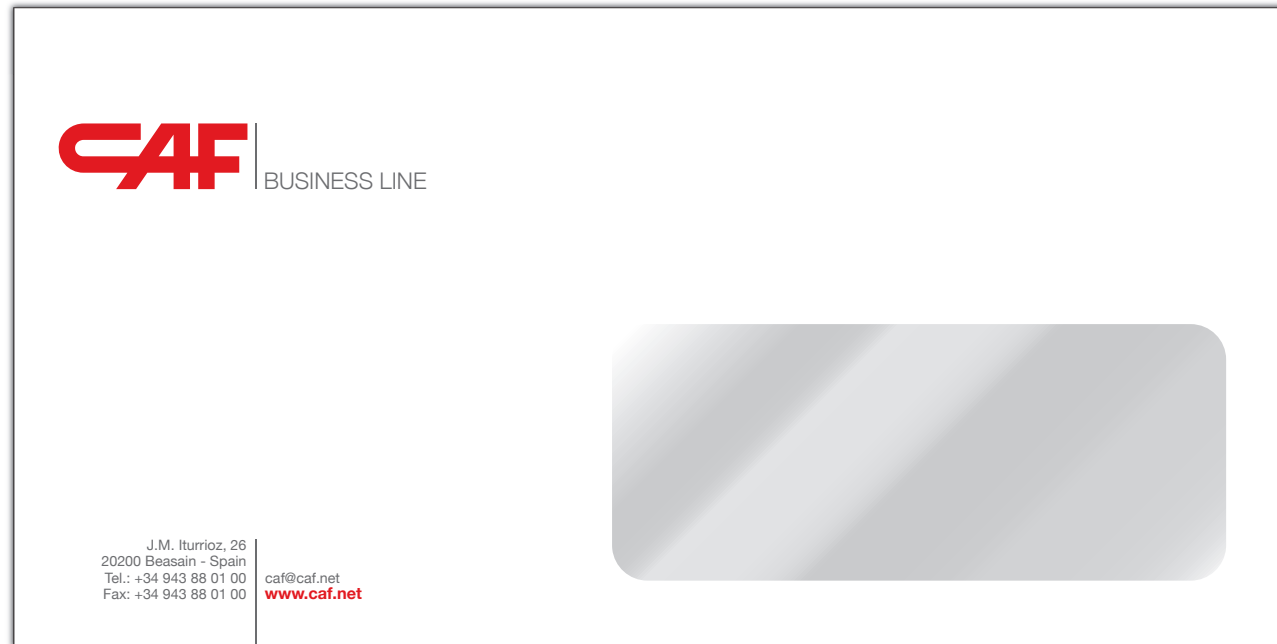 CAF
BUSINESS LINE
J.M. Iturrioz, 26
20200 Beasain - Spain
Tel.: +34 943 88 01 00
Fax: +34 943 88 01 00
caf@caf.net
www.caf.net